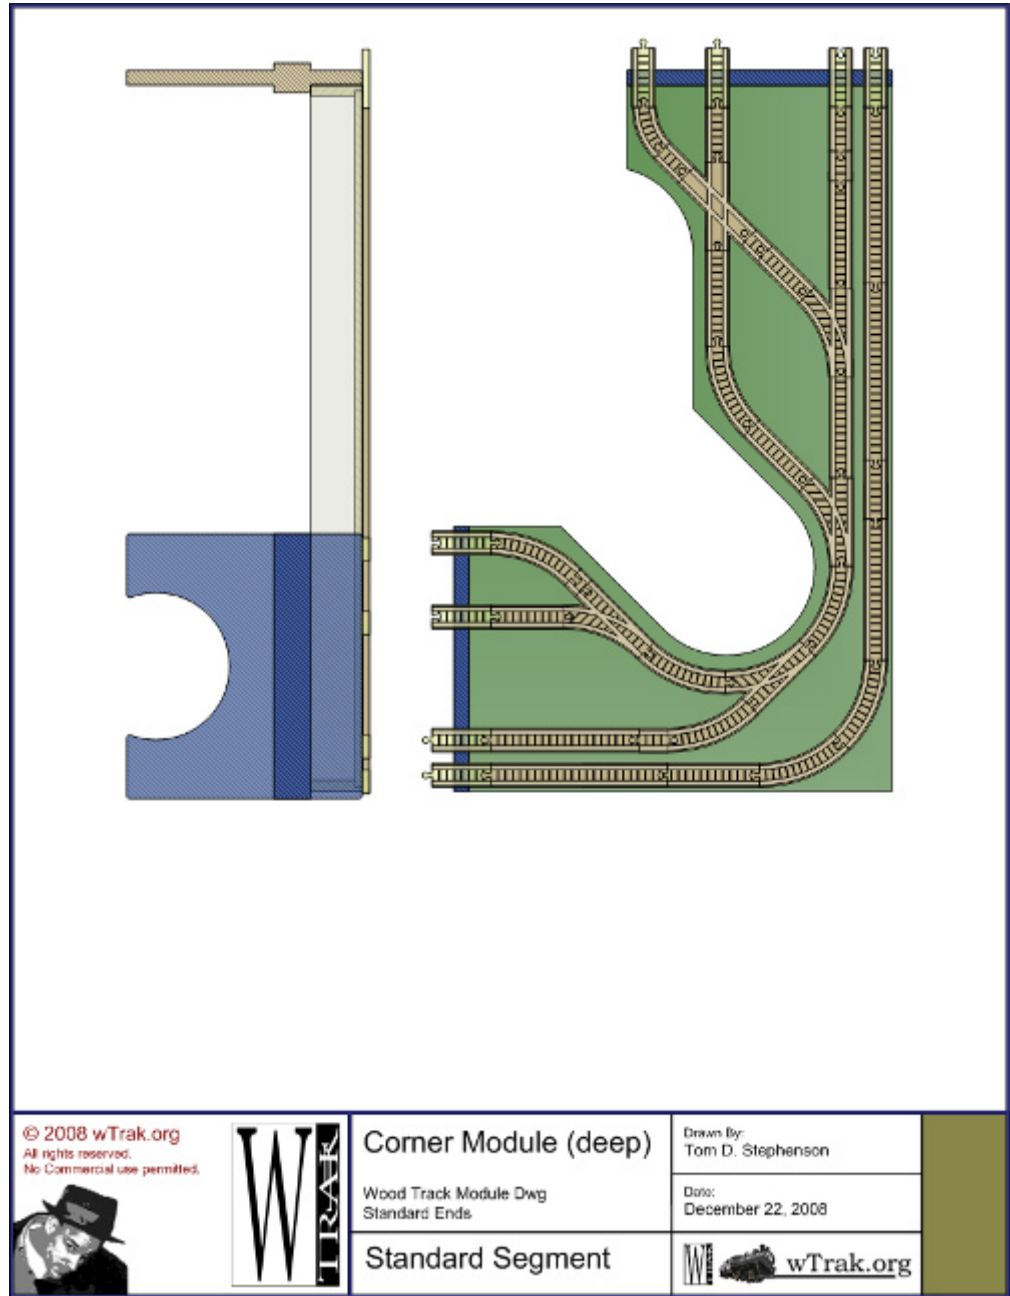 © 2008 wTrak.org
All rights reserved.
No Commercial use permitted.
W
TRAK
Corner Module (deep)
Wood Track Module Dwg
Standard Ends
Standard Segment
Drawn By:
Tom D. Stephenson
Date:
December 22, 2008
W
TRAK
wTrak.org